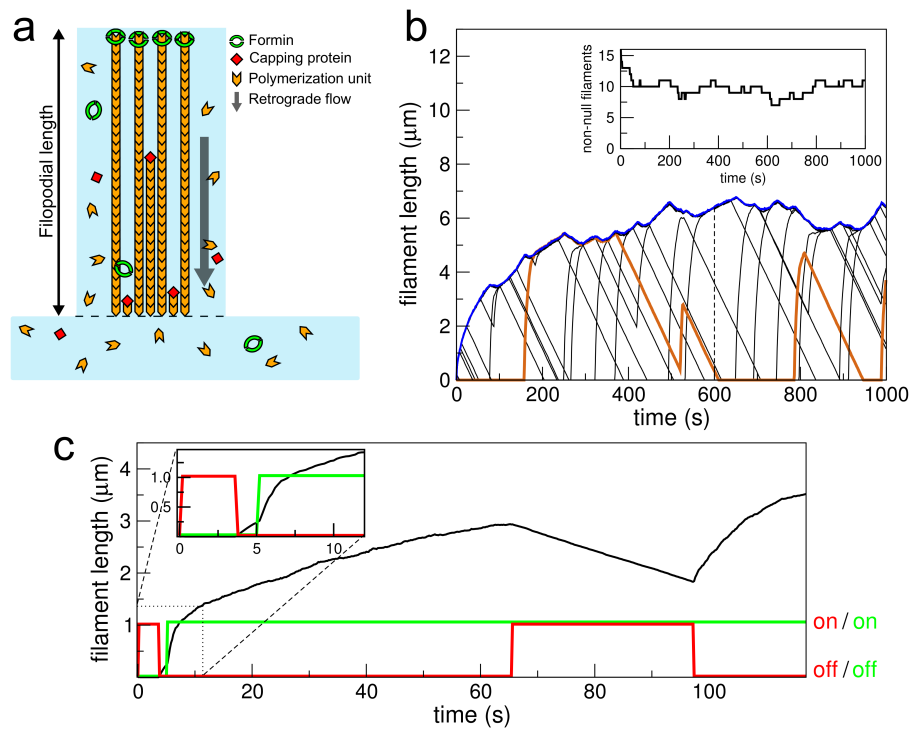 a
Filopodial length
Formin
Capping protein
Polymerization unit
Retrograde flow
b
filament length (µm)
12
10
8
6
4
2
0
0 200 400 600 800 1000
time (s)
non-null filaments
15
10
5
0
0 200 400 600 800 1000
time (s)
c
filament length (µm)
4
3
2
1
0 20 40 60 80 100
time (s)
1.0
0.5
0 5 10
on / on
off / off